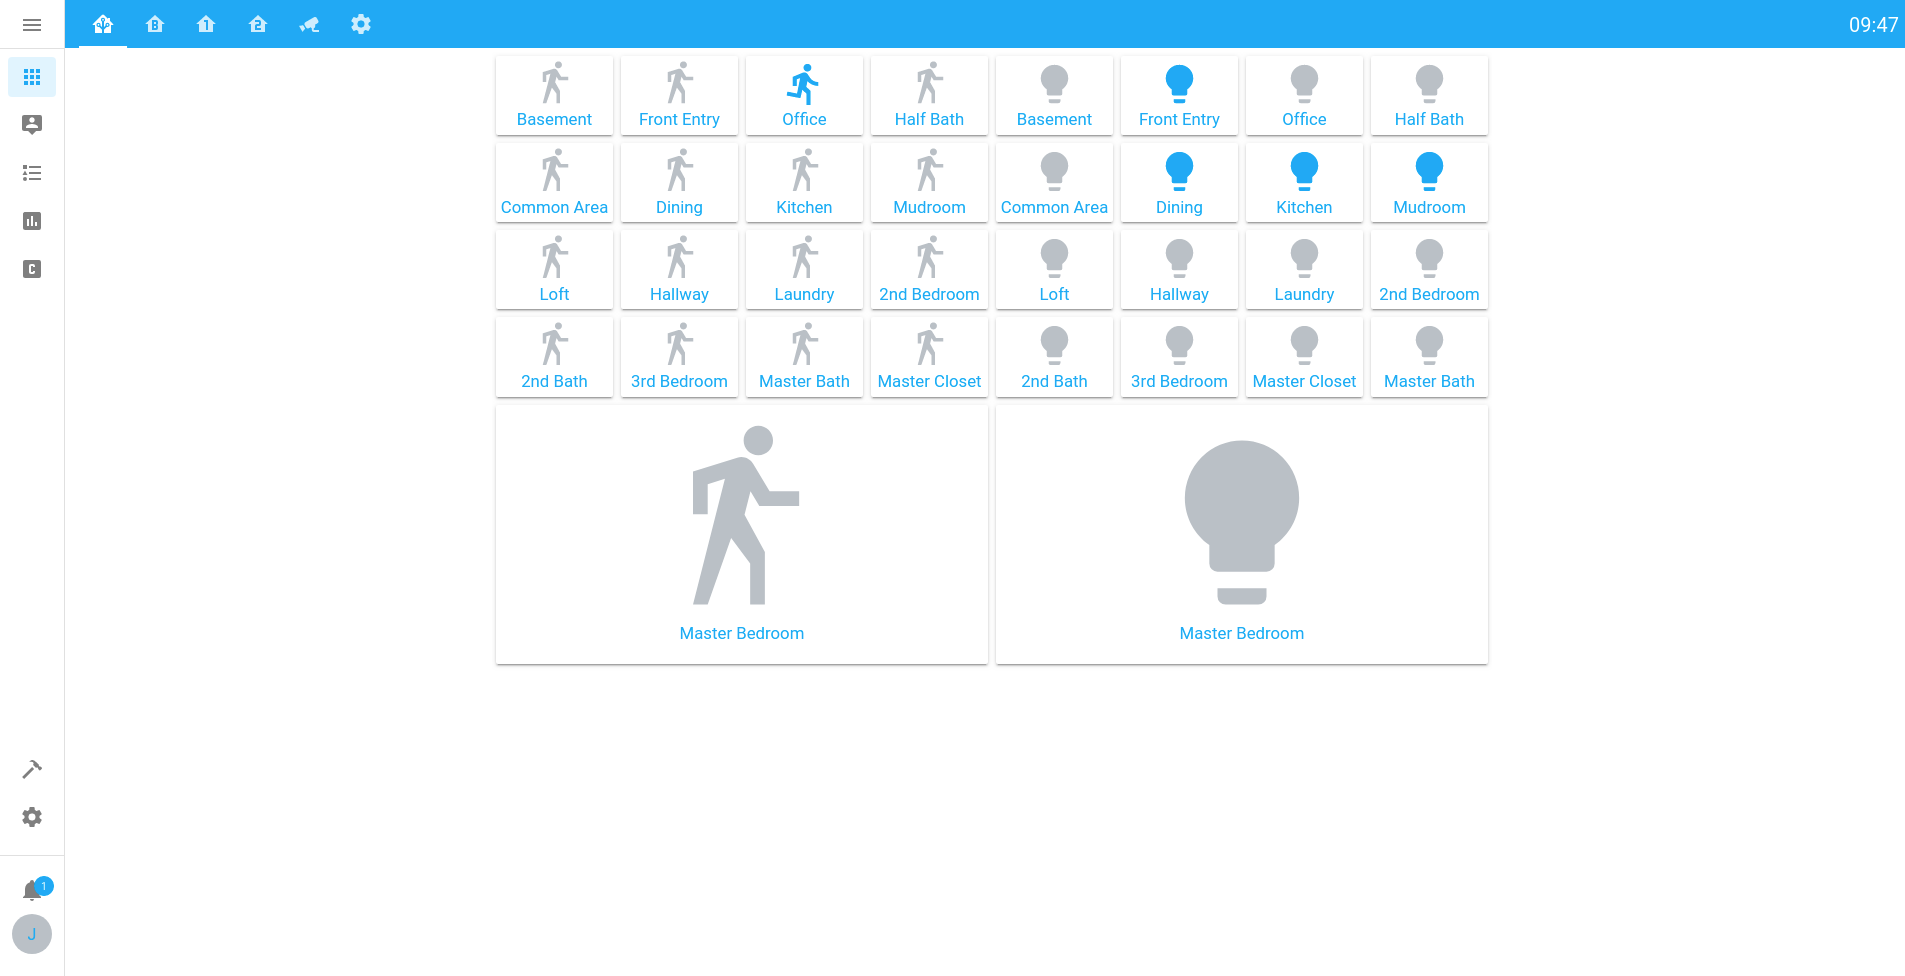 B 1 2 09:47
Basement Front Entry Office Half Bath Basement Front Entry Office Half Bath
Common Area Dining Kitchen Mudroom Common Area Dining Kitchen Mudroom
C
Loft Hallway Laundry 2nd Bedroom Loft Hallway Laundry 2nd Bedroom
2nd Bath 3rd Bedroom Master Bath Master Closet 2nd Bath 3rd Bedroom Master Closet Master Bath
Master Bedroom Master Bedroom
1
J